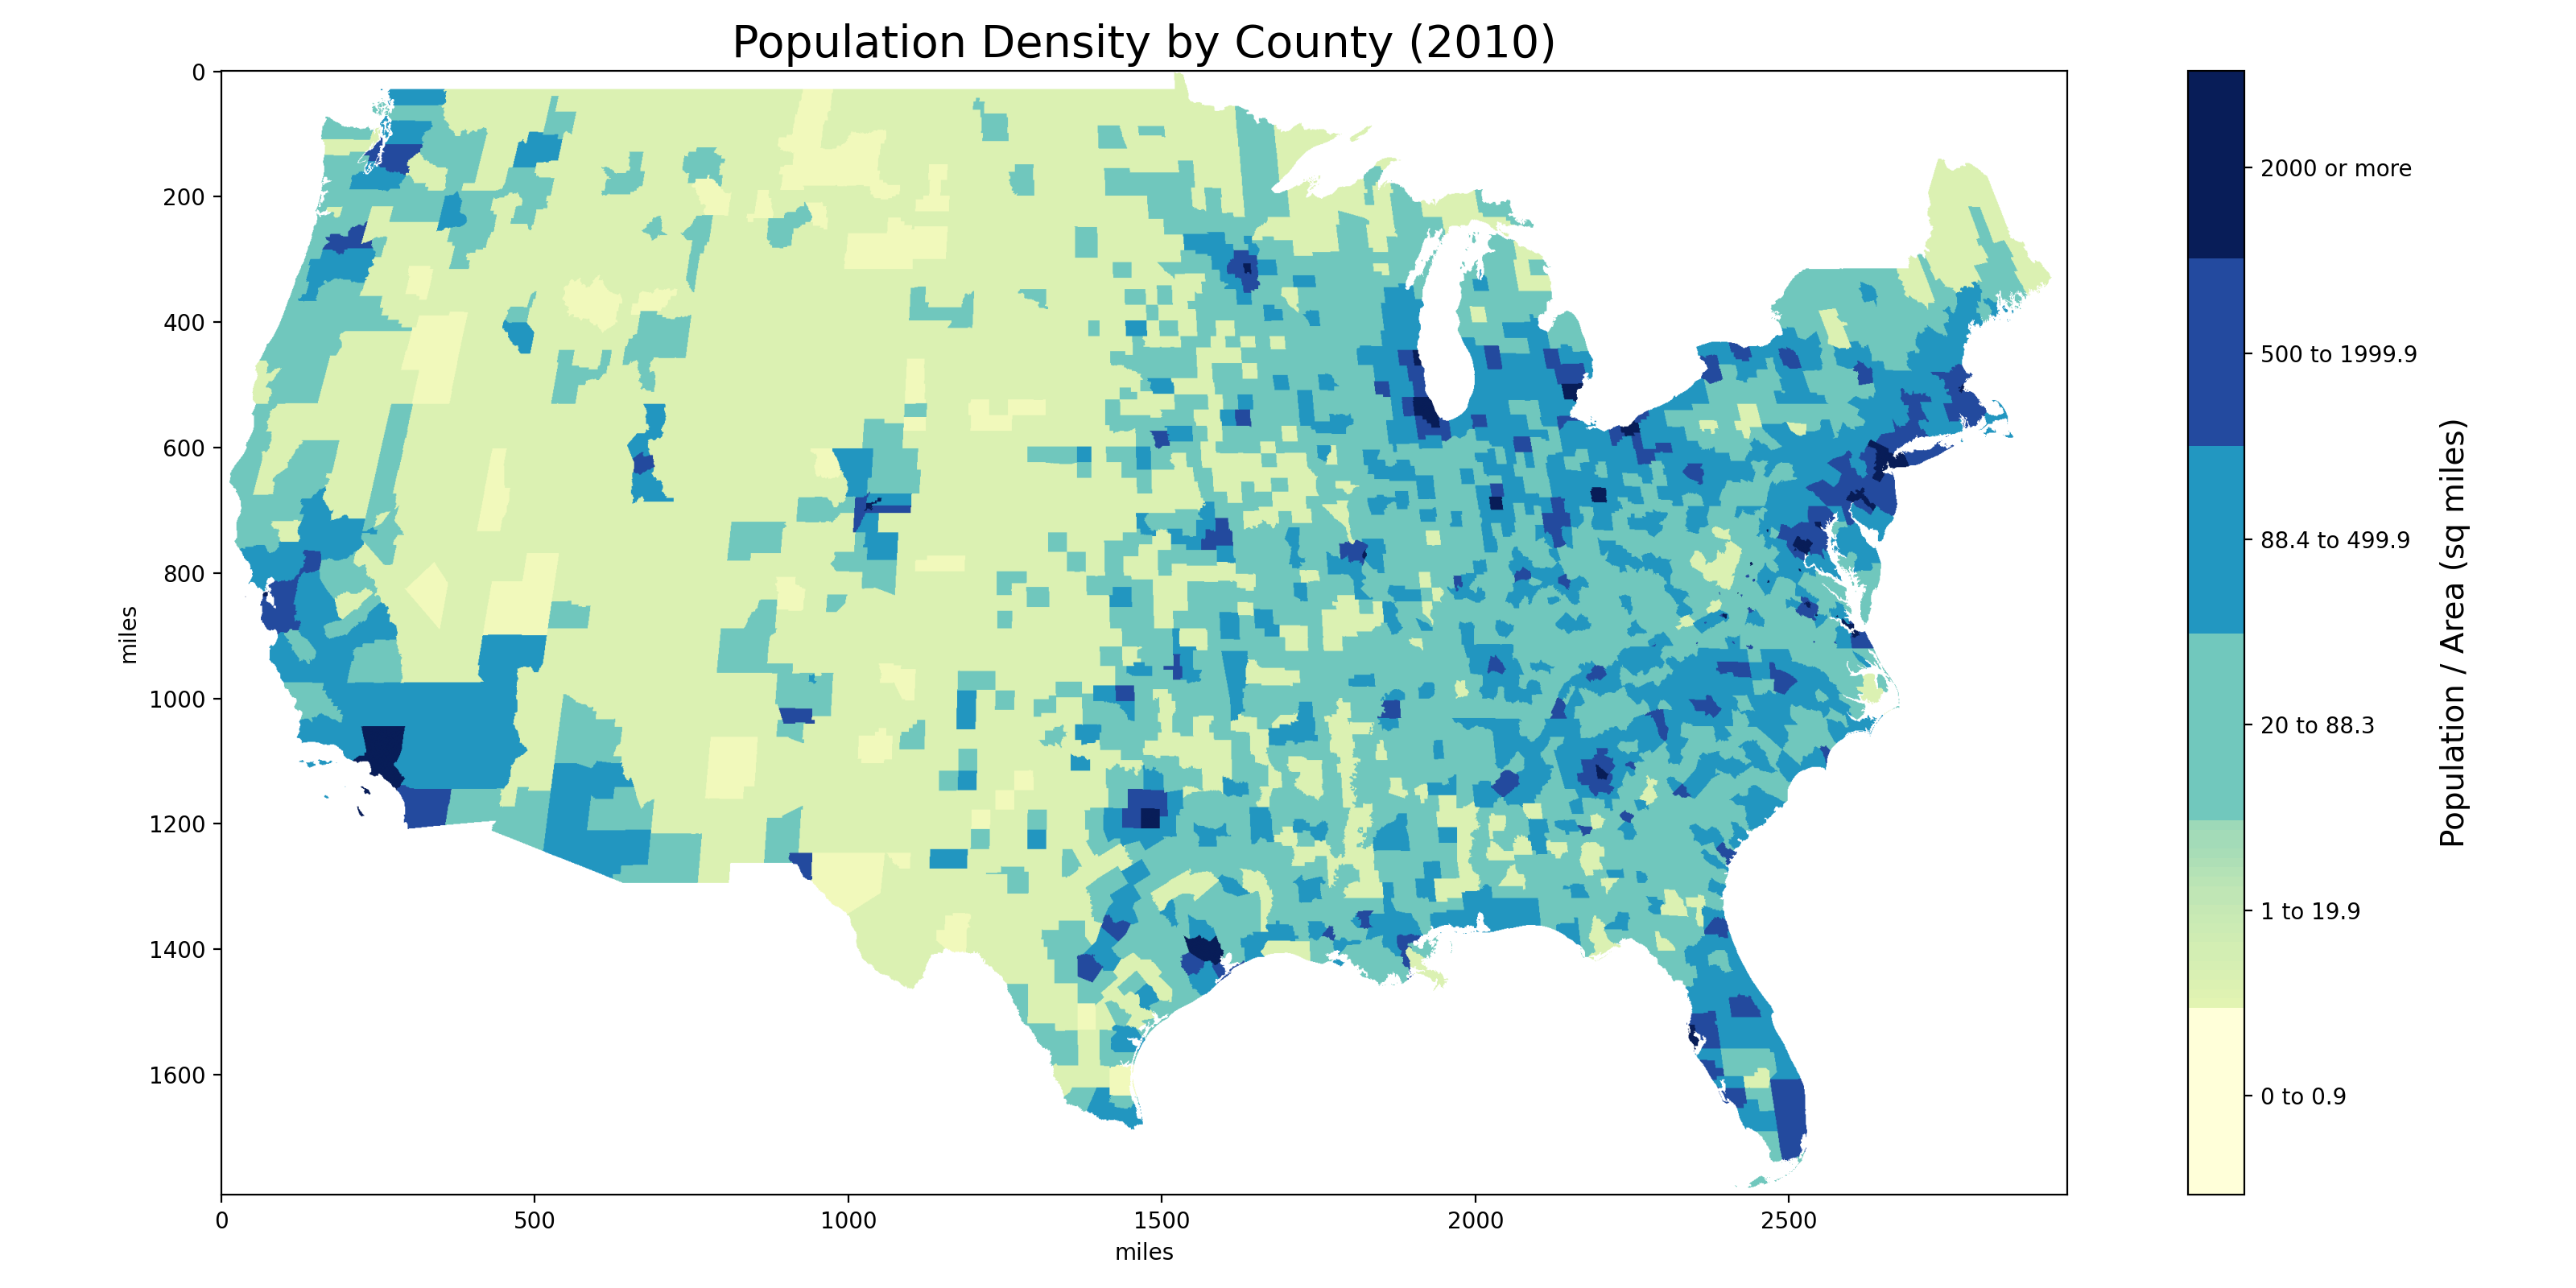 Population Density by County (2010)
0
200
400
600
800
1000
1200
1400
1600
miles
0
500
1000
1500
2000
2500
miles
2000 or more
500 to 1999.9
88.4 to 499.9
20 to 88.3
1 to 19.9
0 to 0.9
Population / Area (sq miles)